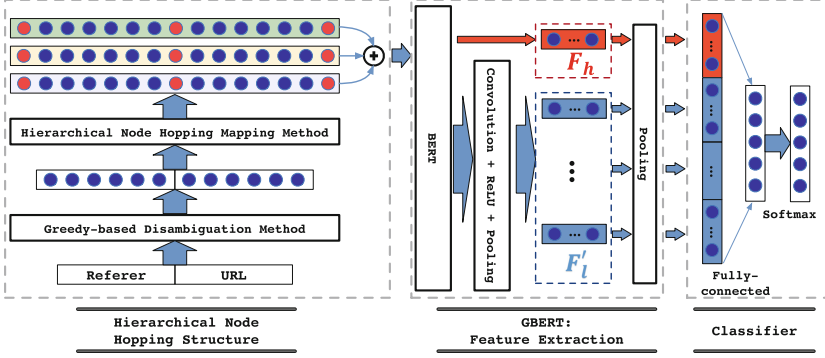 Hierarchical Node Hopping Mapping Method
Greedy-based Disambiguation Method
Referer
URL
Hierarchical Node
Hopping Structure
BERT
Convolution + ReLU + Pooling
F_h
F'_l
Pooling
GBERT:
Feature Extraction
Softmax
Fully-
connected
Classifier